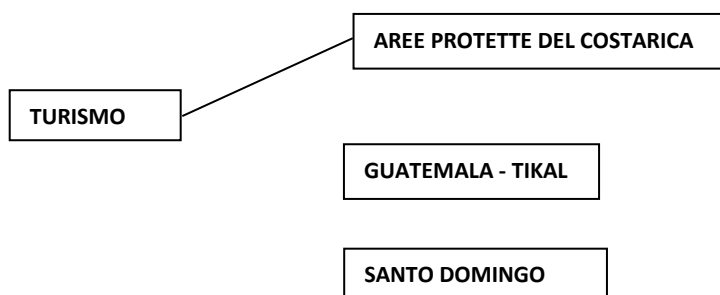 AREE PROTETTE DEL COSTARICA
TURISMO
GUATEMALA - TIKAL
SANTO DOMINGO